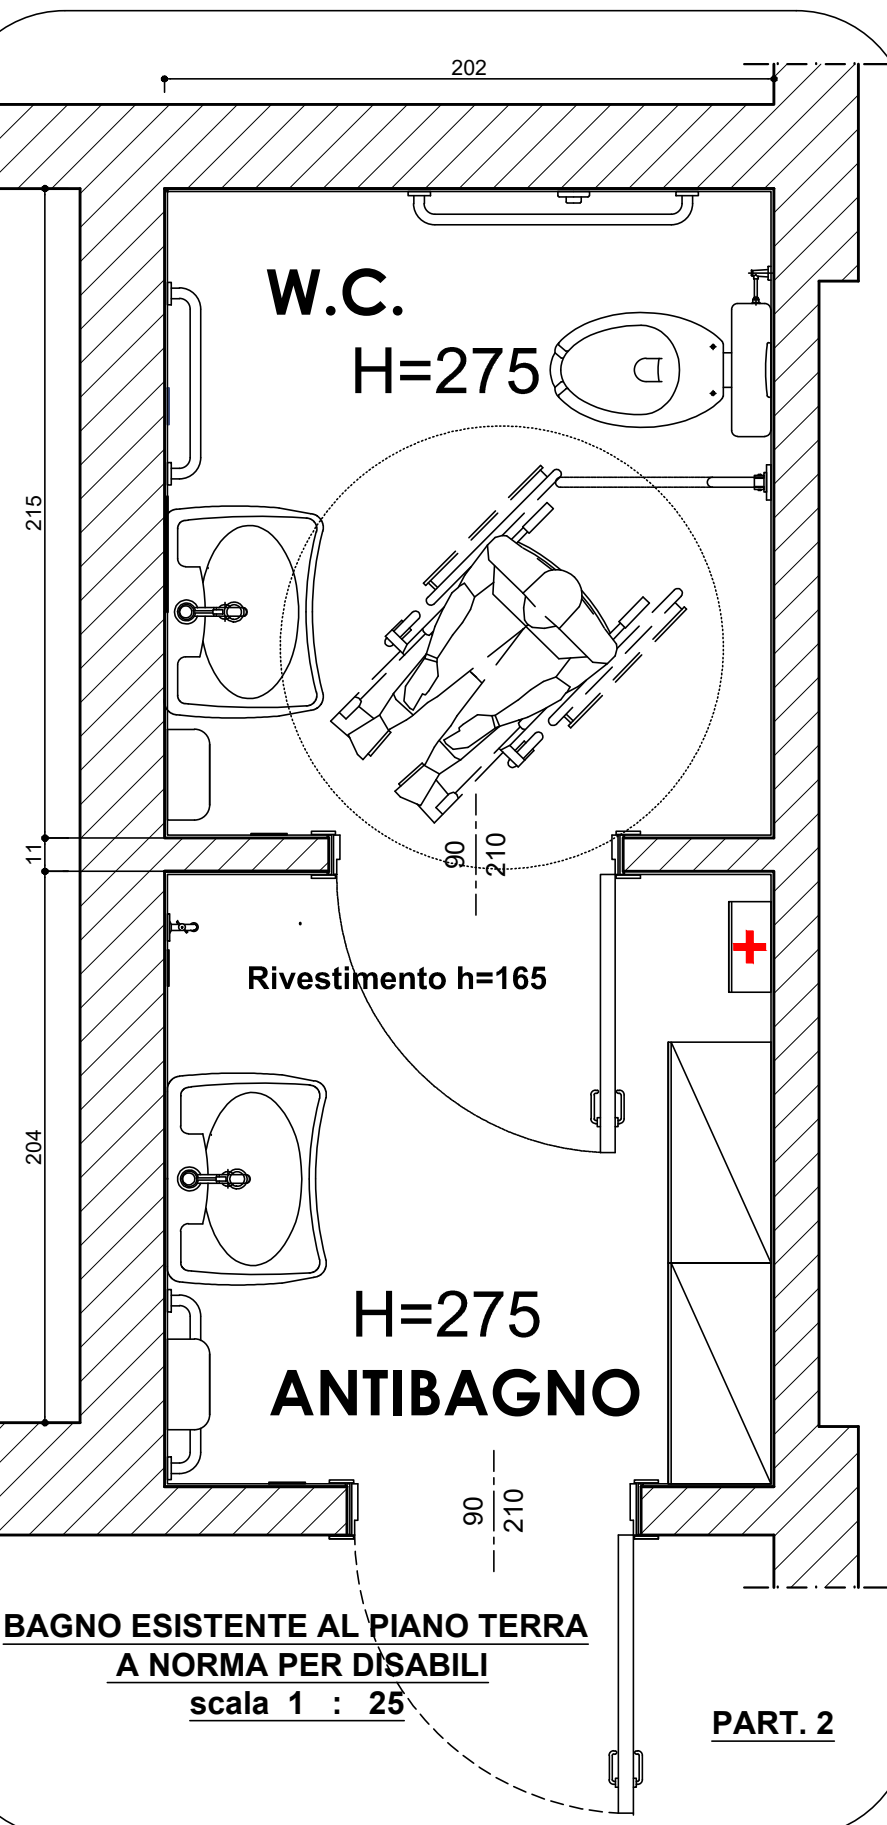 202
W.C.
H=275
215
90
210
11
Rivestimento h=165
204
H=275
ANTIBAGNO
90
210
BAGNO ESISTENTE AL PIANO TERRA
A NORMA PER DISABILI
scala 1 : 25
PART. 2